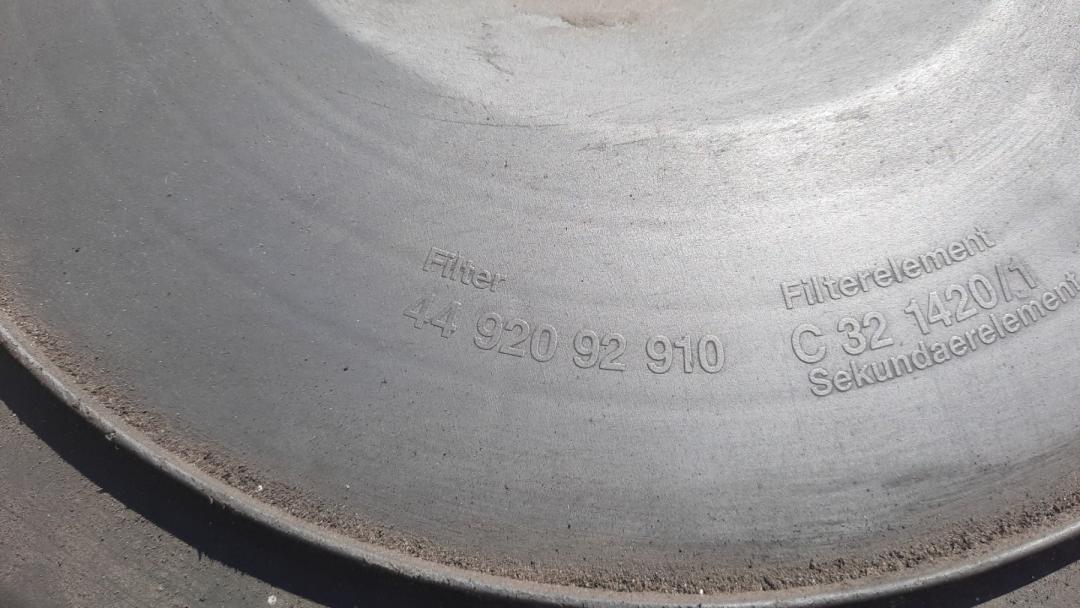 Filter
44 920 92 910
Filterelement
C 32 1420/1
Sekundaerelement